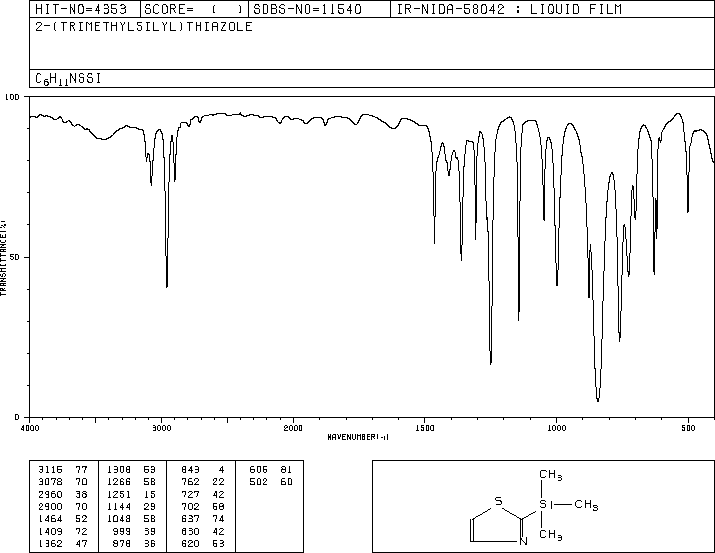 HIT-NO=4353 SCORE= ( ) SDBS-NO=11540 IR-NIDA-58042 : LIQUID FILM
2-(TRIMETHYLSILYL)THIAZOLE
C6H11NSSI
100
TRANSMITTANCE(%)
50
0
4000 3000 2000 1500 1000 500
WAVENUMBER(-1)
3115 77 1308 53 843 4 606 81
3078 70 1266 58 762 22 502 60
2960 38 1251 15 727 42
2900 70 1144 29 702 58
1464 52 1048 58 637 74
1409 72 999 39 630 42
1362 47 878 36 620 53
CH3
S
Si
CH3
CH3
N